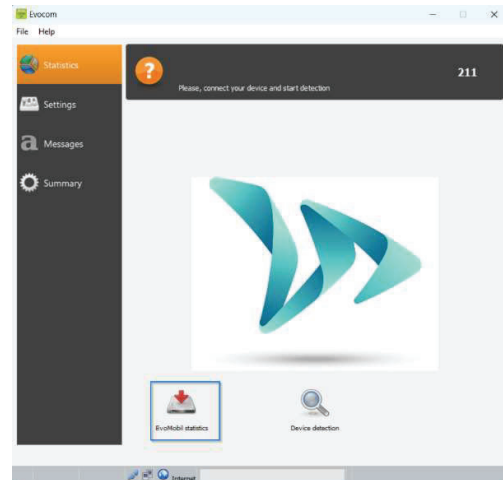 Evocom
File Help
Statistics
Please, connect your device and start detection
211
Settings
a Messages
Summary
EvoMobil statistics
Device detection
Internet